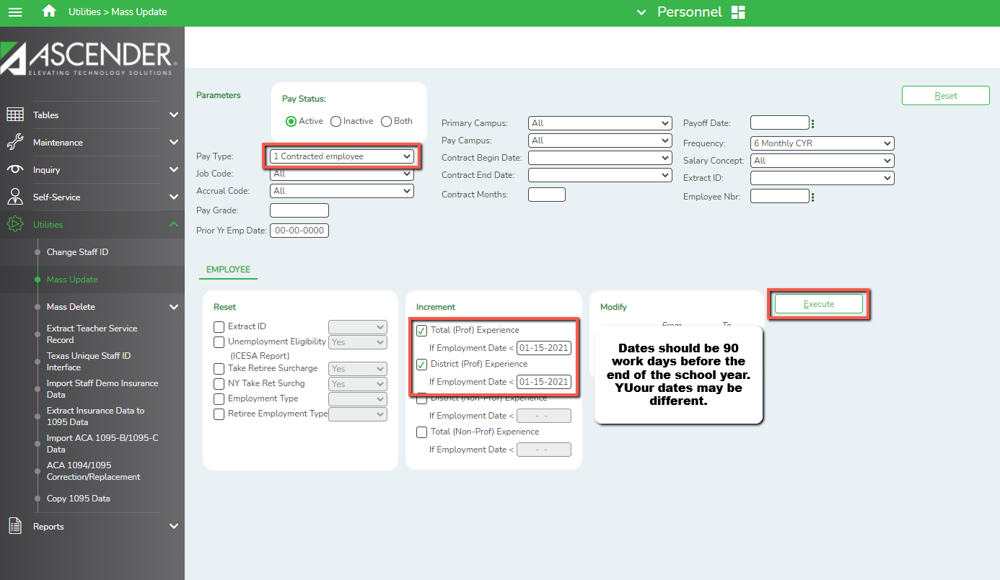 Utilities > Mass Update
Personnel
ASCENDER®
ELEVATING TECHNOLOGY SOLUTIONS
Tables
Maintenance
Inquiry
Self-Service
Utilities
Change Staff ID
Mass Update
Mass Delete
Extract Teacher Service
Record
Texas Unique Staff ID
Interface
Import Staff Demo Insurance
Data
Extract Insurance Data to
1095 Data
Import ACA 1095-B/1095-C
Data
ACA 1094/1095
Correction/Replacement
Copy 1095 Data
Reports
Parameters
Pay Status:
Active Inactive Both
Reset
Pay Type: 1 Contracted employee
Job Code: All
Accrual Code: All
Pay Grade:
Prior Yr Emp Date: 00-00-0000
Primary Campus: All
Pay Campus: All
Contract Begin Date:
Contract End Date:
Contract Months:
Payoff Date:
Frequency: 6 Monthly CYR
Salary Concept: All
Extract ID:
Employee Nbr:
EMPLOYEE
Reset
Extract ID
Unemployment Eligibility Yes
(ICESA Report)
Take Retiree Surcharge Yes
NY Take Ret Surchg Yes
Employment Type
Retiree Employment Type
Increment
Total (Prof) Experience
If Employment Date < 01-15-2021
District (Prof) Experience
If Employment Date < 01-15-2021
District (Non-Prof) Experience
If Employment Date < - -
Total (Non-Prof) Experience
If Employment Date < - -
Modify
From To
Execute
Dates should be 90
work days before the
end of the school year.
YUour dates may be
different.